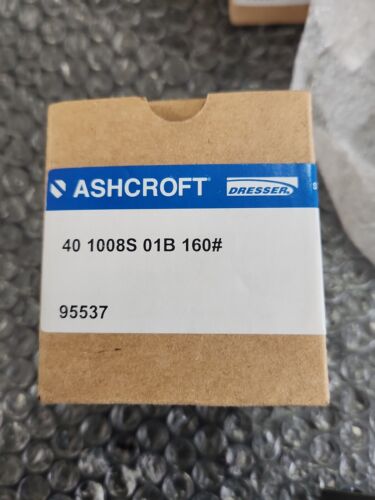 ASHCROFT DRESSER
40 1008S 01B 160#
95537